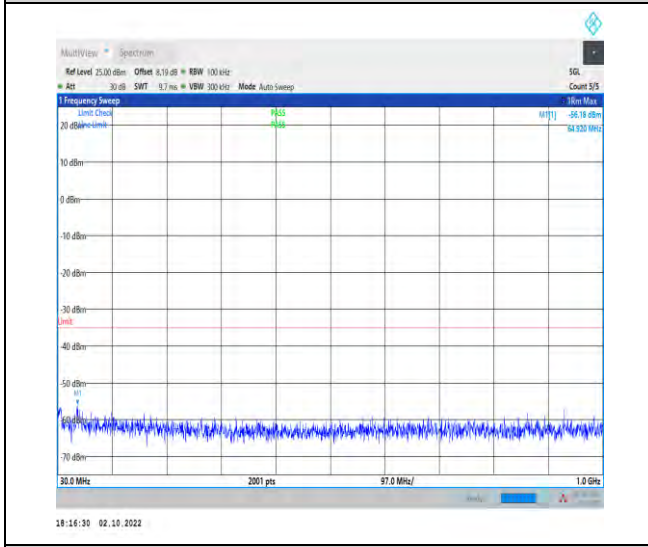 MultiView Spectrum
Ref Level 25.00 dBm Offset 8.19 dB RBW 100 kHz SGL
Att 30 dB SWT 9.7 ms VBW 300 kHz Mode Auto Sweep Count 5/5
1 Frequency Sweep 1Rm Max
Limit Check PASS M1[1] -56.18 dBm
20 dBm Line Limit PASS 64.920 MHz
10 dBm
0 dBm
-10 dBm
-20 dBm
-30 dBm
Limit
-40 dBm
-50 dBm
M1
-60 dBm
-70 dBm
30.0 MHz 2001 pts 97.0 MHz/ 1.0 GHz
18:16:30 02.10.2022